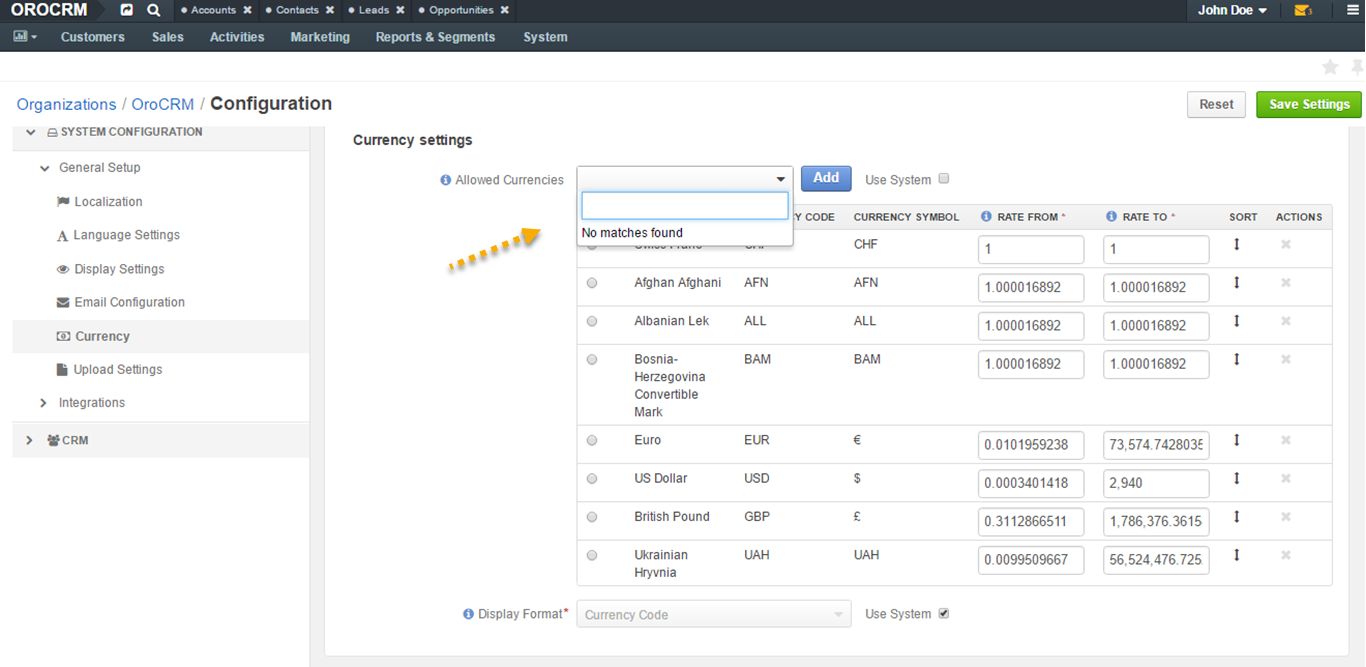 OROCRM Accounts Contacts Leads Opportunities John Doe 3
Customers Sales Activities Marketing Reports & Segments System
Organizations / OroCRM / Configuration Reset Save Settings
SYSTEM CONFIGURATION
General Setup
Localization
Language Settings
Display Settings
Email Configuration
Currency
Upload Settings
Integrations
CRM
Currency settings
Allowed Currencies Add Use System
No matches found
Y CODE CURRENCY SYMBOL RATE FROM * RATE TO * SORT ACTIONS
CHF 1 1
Afghan Afghani AFN AFN 1.000016892 1.000016892
Albanian Lek ALL ALL 1.000016892 1.000016892
Bosnia- BAM BAM 1.000016892 1.000016892
Herzegovina
Convertible
Mark
Euro EUR € 0.0101959238 73,574.7428035
US Dollar USD $ 0.0003401418 2,940
British Pound GBP £ 0.3112866511 1,786,376.3615
Ukrainian UAH UAH 0.0099509667 56,524,476.725
Hryvnia
Display Format* Currency Code Use System